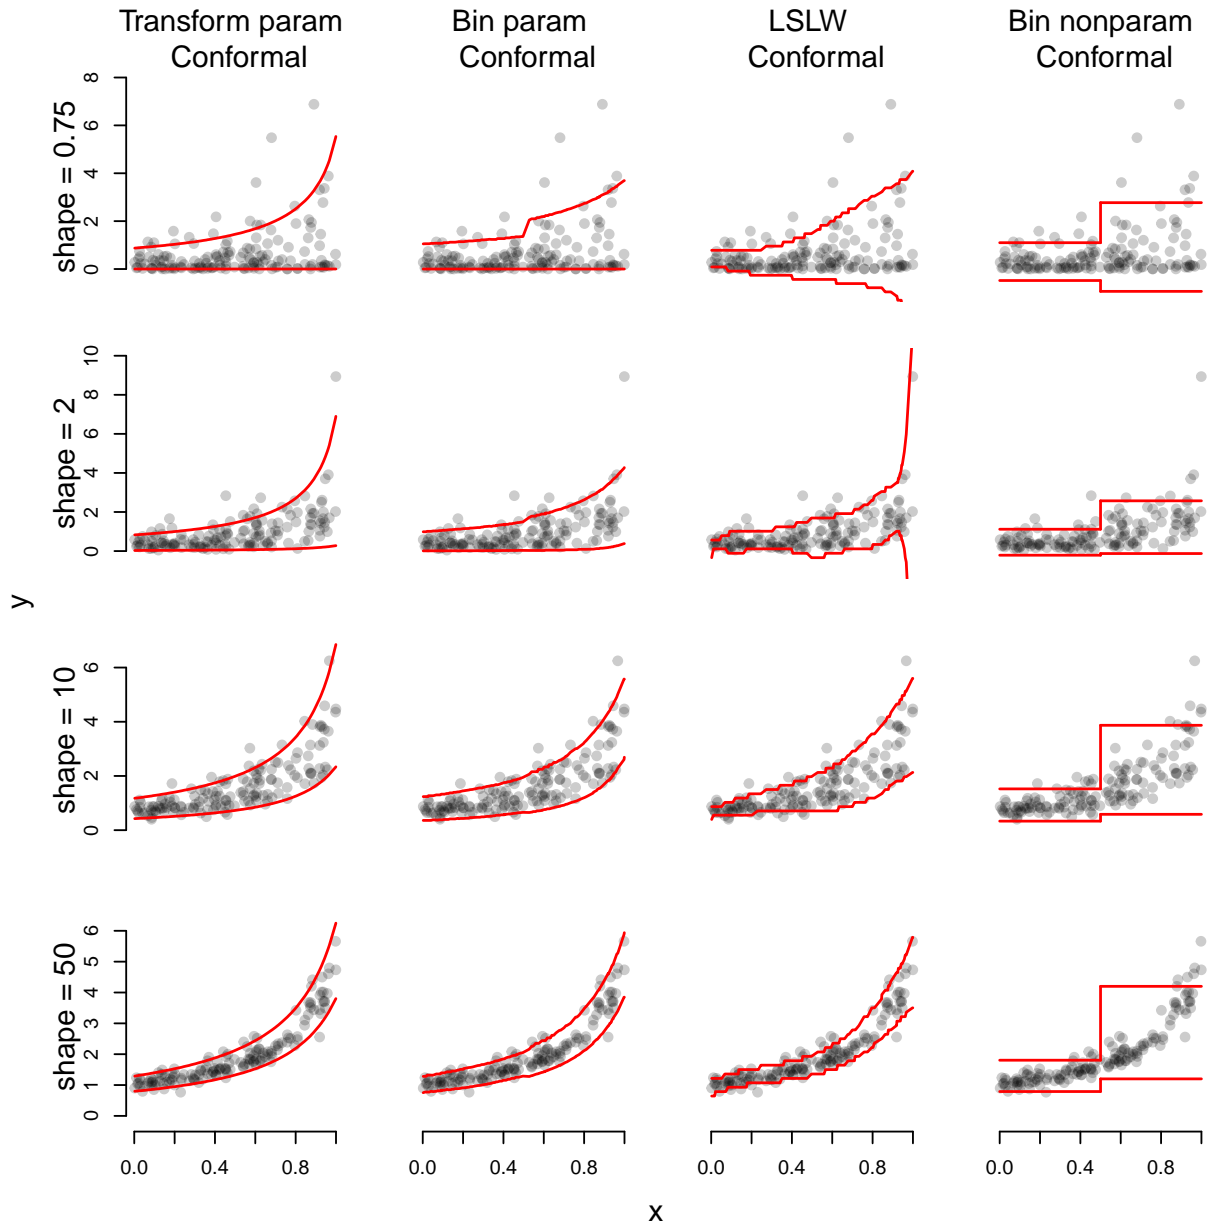 Transform param Bin param LSLW Bin nonparam
Conformal Conformal Conformal Conformal
shape = 0.75
0 2 4 6 8
shape = 2
0 2 4 6 8 10
y
shape = 10
0 2 4 6
shape = 50
0 1 2 3 4 5 6
0.0 0.4 0.8 0.0 0.4 0.8 0.0 0.4 0.8 0.0 0.4 0.8
x